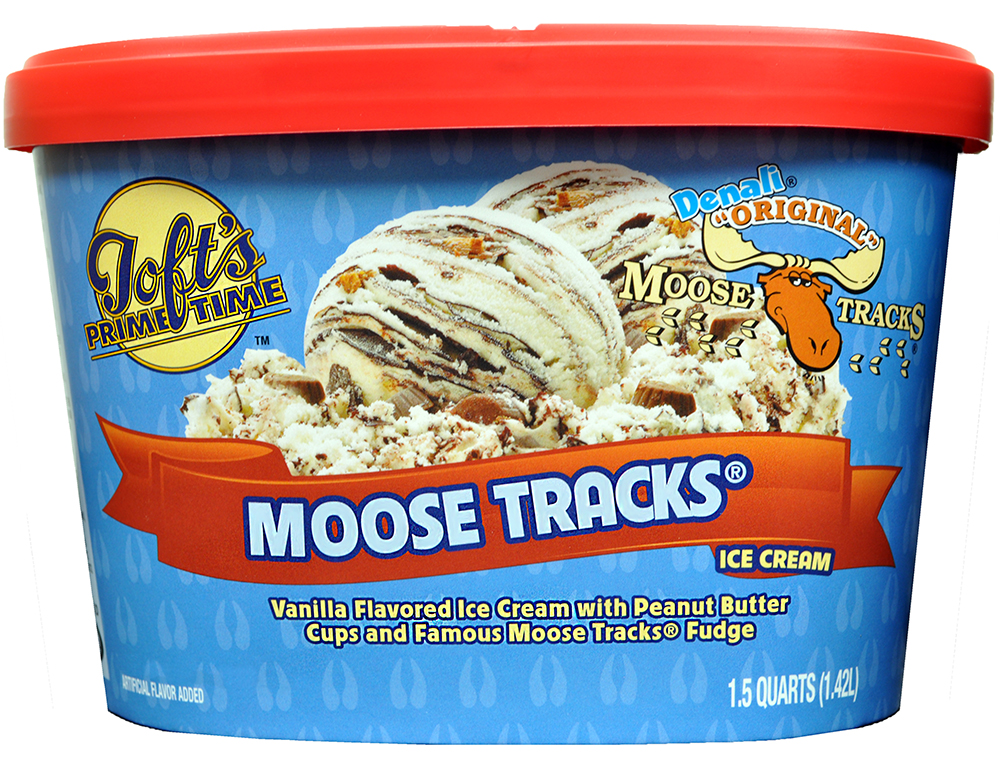 Toft's
PRIME TIME
TM
Denali®
"ORIGINAL"
MOOSE TRACKS®
MOOSE TRACKS®
ICE CREAM
Vanilla Flavored Ice Cream with Peanut Butter
Cups and Famous Moose Tracks® Fudge
ARTIFICIAL FLAVOR ADDED
1.5 QUARTS (1.42L)